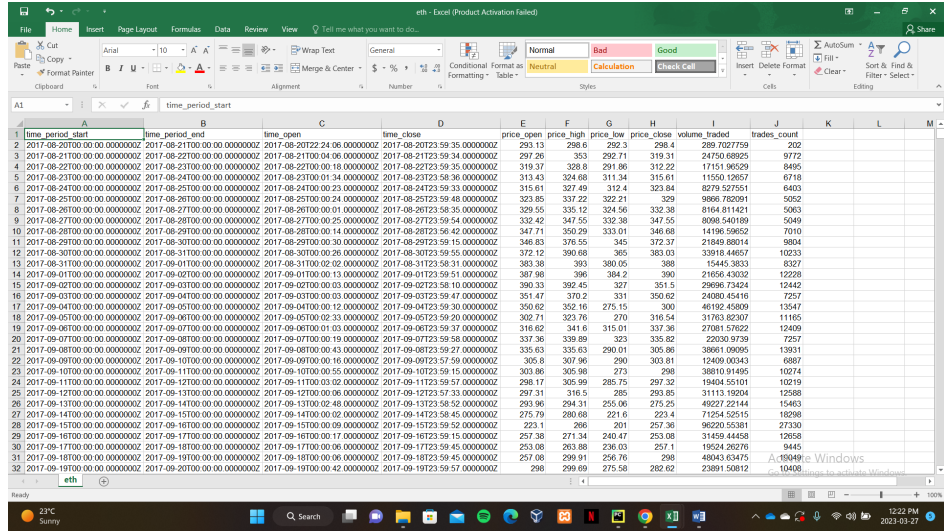 eth - Excel (Product Activation Failed)
File Home Insert Page Layout Formulas Data Review View Tell me what you want to do... Share
Paste Cut Copy Format Painter Clipboard
Arial 10 B I U Font
Wrap Text Merge & Center Alignment
General $ % , Number
Conditional Formatting Format as Table Normal Bad Good Neutral Calculation Check Cell Styles
Insert Delete Format Cells
AutoSum Fill Clear Sort & Filter Find & Select Editing
A1 fx time_period_start
A B C D E F G H I J K L M
1 time_period_start time_period_end time_open time_close price_open price_high price_low price_close volume_traded trades_count
2 2017-08-20T00:00:00.0000000Z 2017-08-21T00:00:00.0000000Z 2017-08-20T22:24:06.0000000Z 2017-08-20T23:59:35.0000000Z 293.13 298.6 292.3 298.4 289.7027759 202
3 2017-08-21T00:00:00.0000000Z 2017-08-22T00:00:00.0000000Z 2017-08-21T00:04:06.0000000Z 2017-08-21T23:59:34.0000000Z 297.26 353 292.71 319.31 24750.68925 9772
4 2017-08-22T00:00:00.0000000Z 2017-08-23T00:00:00.0000000Z 2017-08-22T00:00:18.0000000Z 2017-08-22T23:59:35.0000000Z 319.37 328.8 291.86 312.22 17151.96529 8495
5 2017-08-23T00:00:00.0000000Z 2017-08-24T00:00:00.0000000Z 2017-08-23T00:01:34.0000000Z 2017-08-23T23:58:36.0000000Z 313.43 324.68 311.34 315.61 11550.12657 6718
6 2017-08-24T00:00:00.0000000Z 2017-08-25T00:00:00.0000000Z 2017-08-24T00:00:23.0000000Z 2017-08-24T23:59:33.0000000Z 315.61 327.49 312.4 323.84 8279.527551 6403
7 2017-08-25T00:00:00.0000000Z 2017-08-26T00:00:00.0000000Z 2017-08-25T00:00:24.0000000Z 2017-08-25T23:59:48.0000000Z 323.85 337.22 322.21 329 9866.782091 5052
8 2017-08-26T00:00:00.0000000Z 2017-08-27T00:00:00.0000000Z 2017-08-26T00:00:01.0000000Z 2017-08-26T23:58:35.0000000Z 329.55 335.12 324.56 332.38 8164.811421 5063
9 2017-08-27T00:00:00.0000000Z 2017-08-28T00:00:00.0000000Z 2017-08-27T00:00:25.0000000Z 2017-08-27T23:59:54.0000000Z 332.42 347.55 332.38 347.55 8098.540189 5049
10 2017-08-28T00:00:00.0000000Z 2017-08-29T00:00:00.0000000Z 2017-08-28T00:00:14.0000000Z 2017-08-28T23:56:42.0000000Z 347.71 350.29 333.01 346.68 14196.59652 7010
11 2017-08-29T00:00:00.0000000Z 2017-08-30T00:00:00.0000000Z 2017-08-29T00:00:30.0000000Z 2017-08-29T23:59:15.0000000Z 346.83 376.55 345 372.37 21849.88014 9804
12 2017-08-30T00:00:00.0000000Z 2017-08-31T00:00:00.0000000Z 2017-08-30T00:00:26.0000000Z 2017-08-30T23:59:55.0000000Z 372.12 390.68 365 383.03 33918.44657 10233
13 2017-08-31T00:00:00.0000000Z 2017-09-01T00:00:00.0000000Z 2017-08-31T00:02:02.0000000Z 2017-08-31T23:56:02.0000000Z 383.38 393 380.05 388 15445.3833 8327
14 2017-09-01T00:00:00.0000000Z 2017-09-02T00:00:00.0000000Z 2017-09-01T00:00:13.0000000Z 2017-09-01T23:59:51.0000000Z 387.98 396 384.2 390 21656.43032 12228
15 2017-09-02T00:00:00.0000000Z 2017-09-03T00:00:00.0000000Z 2017-09-02T00:00:03.0000000Z 2017-09-02T23:58:10.0000000Z 390.33 392.45 327 351.5 29696.73424 12442
16 2017-09-03T00:00:00.0000000Z 2017-09-04T00:00:00.0000000Z 2017-09-03T00:00:03.0000000Z 2017-09-03T23:59:47.0000000Z 351.47 370.2 331 350.62 24080.45416 7257
17 2017-09-04T00:00:00.0000000Z 2017-09-05T00:00:00.0000000Z 2017-09-04T00:00:12.0000000Z 2017-09-04T23:59:30.0000000Z 350.62 352.16 275.15 300 46192.45809 13547
18 2017-09-05T00:00:00.0000000Z 2017-09-06T00:00:00.0000000Z 2017-09-05T00:02:33.0000000Z 2017-09-05T23:59:20.0000000Z 302.71 323.76 270 316.54 31763.82307 11165
19 2017-09-06T00:00:00.0000000Z 2017-09-07T00:00:00.0000000Z 2017-09-06T00:01:03.0000000Z 2017-09-06T23:59:37.0000000Z 316.62 341.6 315.01 337.36 27081.57622 12409
20 2017-09-07T00:00:00.0000000Z 2017-09-08T00:00:00.0000000Z 2017-09-07T00:00:19.0000000Z 2017-09-07T23:59:58.0000000Z 337.36 339.89 323 335.82 22030.9739 7257
21 2017-09-08T00:00:00.0000000Z 2017-09-09T00:00:00.0000000Z 2017-09-08T00:00:43.0000000Z 2017-09-08T23:59:27.0000000Z 335.63 335.63 290.01 305.86 38661.09095 13931
22 2017-09-09T00:00:00.0000000Z 2017-09-10T00:00:00.0000000Z 2017-09-09T00:00:16.0000000Z 2017-09-09T23:57:59.0000000Z 305.8 307.96 290 303.81 12409.00343 6887
23 2017-09-10T00:00:00.0000000Z 2017-09-11T00:00:00.0000000Z 2017-09-10T00:00:55.0000000Z 2017-09-10T23:59:15.0000000Z 303.86 305.98 273 298 38810.91495 10274
24 2017-09-11T00:00:00.0000000Z 2017-09-12T00:00:00.0000000Z 2017-09-11T00:03:02.0000000Z 2017-09-11T23:59:57.0000000Z 298.17 305.99 285.75 297.32 19404.55101 10219
25 2017-09-12T00:00:00.0000000Z 2017-09-13T00:00:00.0000000Z 2017-09-12T00:00:06.0000000Z 2017-09-12T23:57:33.0000000Z 297.31 316.5 285 293.85 31113.19204 12588
26 2017-09-13T00:00:00.0000000Z 2017-09-14T00:00:00.0000000Z 2017-09-13T00:02:48.0000000Z 2017-09-13T23:58:52.0000000Z 293.96 294.31 255.06 275.25 49227.22144 15463
27 2017-09-14T00:00:00.0000000Z 2017-09-15T00:00:00.0000000Z 2017-09-14T00:00:02.0000000Z 2017-09-14T23:58:45.0000000Z 275.79 280.68 221.6 223.4 71254.52515 18298
28 2017-09-15T00:00:00.0000000Z 2017-09-16T00:00:00.0000000Z 2017-09-15T00:00:09.0000000Z 2017-09-15T23:59:52.0000000Z 223.1 266 201 257.36 96220.55381 27330
29 2017-09-16T00:00:00.0000000Z 2017-09-17T00:00:00.0000000Z 2017-09-16T00:00:17.0000000Z 2017-09-16T23:59:15.0000000Z 257.38 271.34 240.47 253.08 31459.44458 12658
30 2017-09-17T00:00:00.0000000Z 2017-09-18T00:00:00.0000000Z 2017-09-17T00:00:06.0000000Z 2017-09-17T23:59:45.0000000Z 253.08 263.88 236.03 257.1 19524.26276 9445
31 2017-09-18T00:00:00.0000000Z 2017-09-19T00:00:00.0000000Z 2017-09-18T00:00:06.0000000Z 2017-09-18T23:59:45.0000000Z 257.08 299.91 256.76 298 48043.63475 19049
32 2017-09-19T00:00:00.0000000Z 2017-09-20T00:00:00.0000000Z 2017-09-19T00:00:42.0000000Z 2017-09-19T23:59:57.0000000Z 298 299.69 275.58 282.62 23891.50812 10408
Activate Windows
Go to Settings to activate Windows.
eth
Ready 100%
23°C
Sunny
Search
12:22 PM
2023-03-27